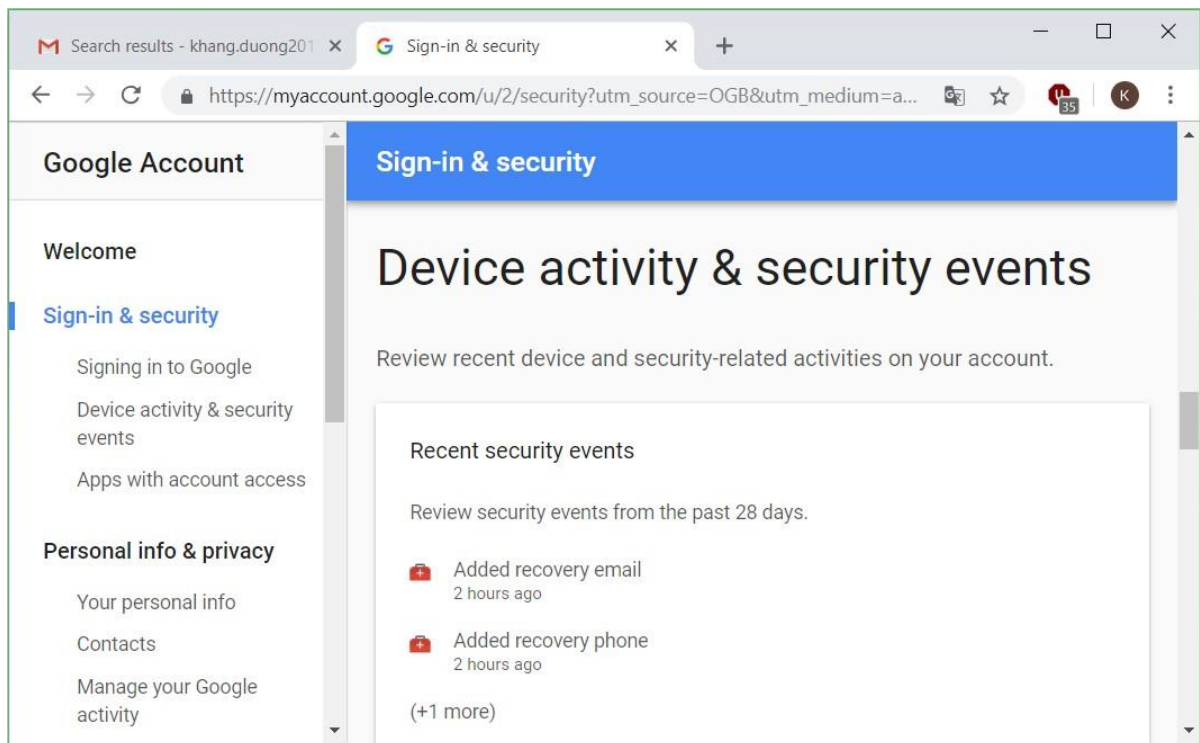 Search results - khang.duong201
Sign-in & security
https://myaccount.google.com/u/2/security?utm_source=OGB&utm_medium=a...
35
K
Google Account
Welcome
Sign-in & security
Signing in to Google
Device activity & security
events
Apps with account access
Personal info & privacy
Your personal info
Contacts
Manage your Google
activity
Sign-in & security
Device activity & security events
Review recent device and security-related activities on your account.
Recent security events
Review security events from the past 28 days.
Added recovery email
2 hours ago
Added recovery phone
2 hours ago
(+1 more)